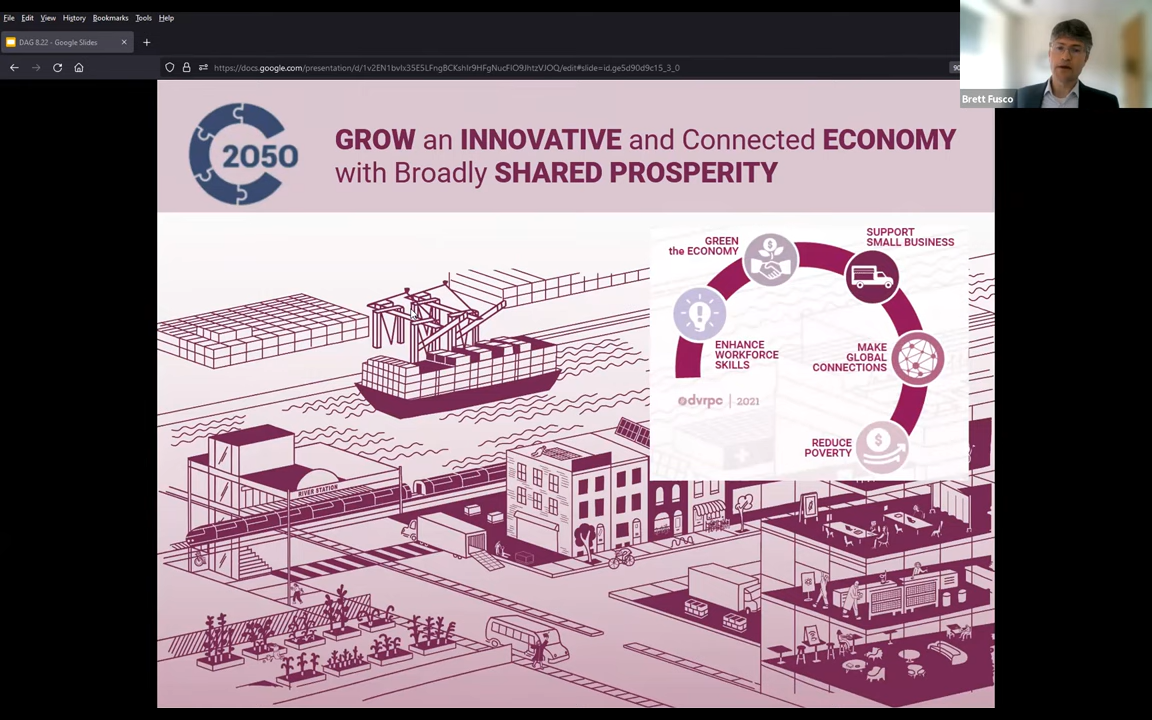 File Edit View History Bookmarks Tools Help
DAG 8.22 - Google Slides
Brett Fusco
2050
GROW an INNOVATIVE and Connected ECONOMY
with Broadly SHARED PROSPERITY
GREEN
the ECONOMY
SUPPORT
SMALL BUSINESS
ENHANCE
WORKFORCE
SKILLS
MAKE
GLOBAL
CONNECTIONS
dvrpc | 2021
REDUCE
POVERTY
RIVER STATION